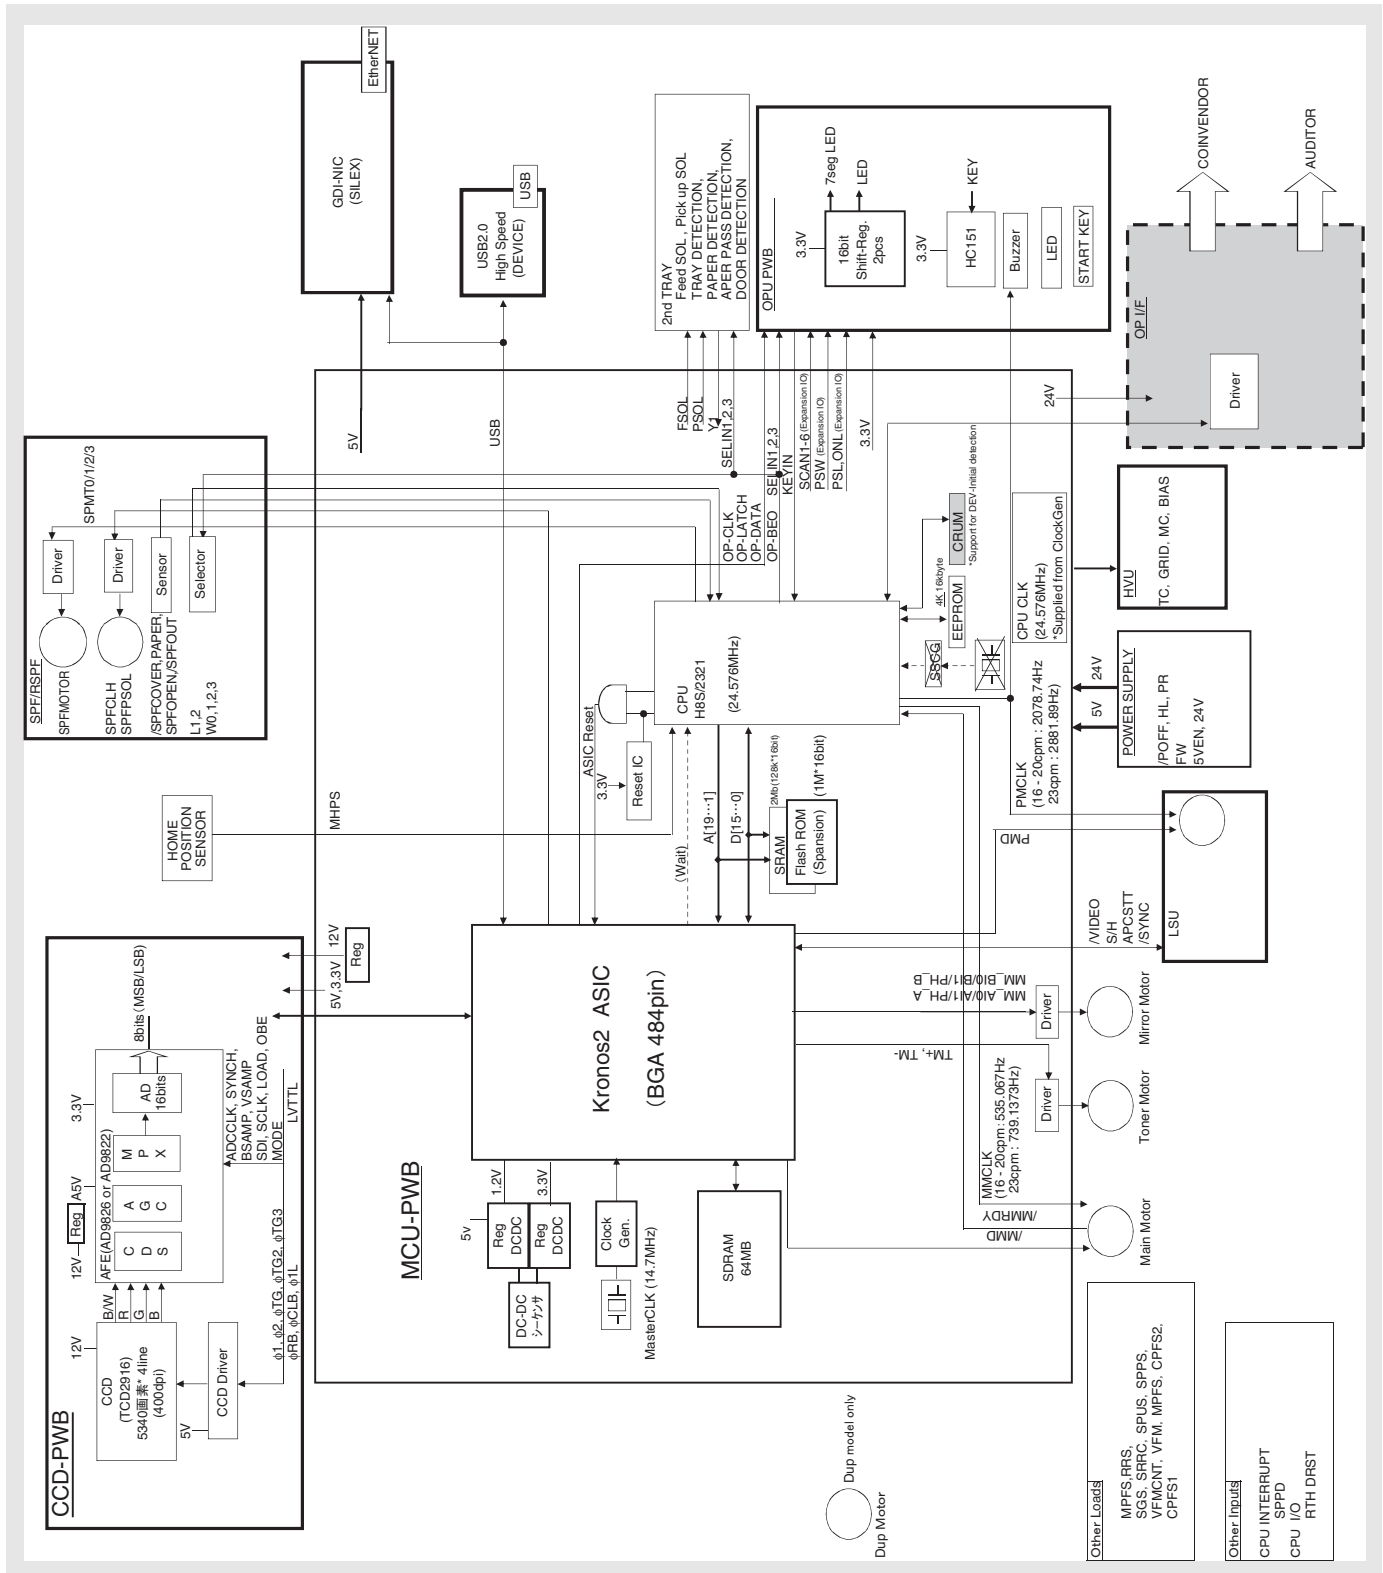 CCD-PWB
12V
CCD
(TCD2916)
5340画素* 4line
(400dpi)
5V
CCD Driver
B/W
R
G
B
12V
Reg
A5V
3.3V
AFE(AD9826 or AD9822)
C
D
S
A
G
C
M
P
X
AD
16bits
8bits(MSB/LSB)
ADCCLK, SYNCH,
BSAMP, VSAMP
SDI, SCLK, LOAD, OBE
MODE
LVTTL
φ1, φ2, φTG, φTG2, φTG3
φRB, φCLB, φ1L
5V,3.3V
12V
Reg
HOME
POSITION
SENSOR
MHPS
SPF/RSPF
SPFMOTOR
Driver
SPMT0/1/2/3
SPFCLH
SPFPSOL
Driver
/SPFCOVER,PAPER,
SPFOPEN,/SPFOUT
Sensor
L1,2
W0,1,2,3
Selector
GDI-NIC
(SILEX)
EtherNET
5V
USB2.0
High Speed
(DEVICE)
USB
USB
2nd TRAY
Feed SOL , Pick up SOL
TRAY DETECTION,
PAPER DETECTION,
APER PASS DETECTION,
DOOR DETECTION
FSOL
PSOL
Y1
SELIN1,2,3
OPU PWB
3.3V
16bit
Shift-Reg.
2pcs
7seg LED
LED
3.3V
HC151
KEY
Buzzer
LED
START KEY
OP-CLK
OP-LATCH
OP-DATA
OP-BEO
SELIN1,2,3
KEYIN
SCAN1-6(Expansion IO)
PSW (Expansion IO)
PSL,ONL(Expansion IO)
3.3V
24V
OP I/F
Driver
COINVENDOR
AUDITOR
MCU-PWB
Kronos2 ASIC
(BGA 484pin)
5v
Reg
DCDC
1.2V
Reg
DCDC
3.3V
DC-DC
シーケンサ
Clock
Gen.
MasterCLK (14.7MHz)
SDRAM
64MB
ASIC Reset
3.3V
Reset IC
(Wait)
A[19···1]
D[15···0]
CPU
H8S/2321
(24.576MHz)
2Mb(128k*16bit)
SRAM
Flash ROM
(Spansion)
(1M*16bit)
SSCG
EEPROM
4K 16kbyte
CRUM
*Support for DEV-Initial detection
CPU CLK
(24.576MHz)
*Supplied from ClockGen
PMCLK
(16 - 20cpm : 2078.74Hz
23cpm : 2881.89Hz)
PMD
MM_BI0/BI1/PH_B
MM_AI0/AI1/PH_A
TM+, TM-
MMCLK
(16 - 20cpm : 535.067Hz
23cpm : 739.1373Hz)
/MMRDY
/MMD
/VIDEO
S/H
APCSTT
/SYNC
LSU
Driver
Mirror Motor
Driver
Toner Motor
Main Motor
5V
24V
POWER SUPPLY
/POFF, HL, PR
FW
5VEN, 24V
HVU
TC, GRID, MC, BIAS
Dup Motor
Dup model only
Other Loads
MPFS,RRS,
SGS, SRRC, SPUS, SPPS,
VFMCNT, VFM, MPFS, CPFS2,
CPFS1
Other Inputs
CPU INTERRUPT
SPPD
CPU I/O
RTH DRST